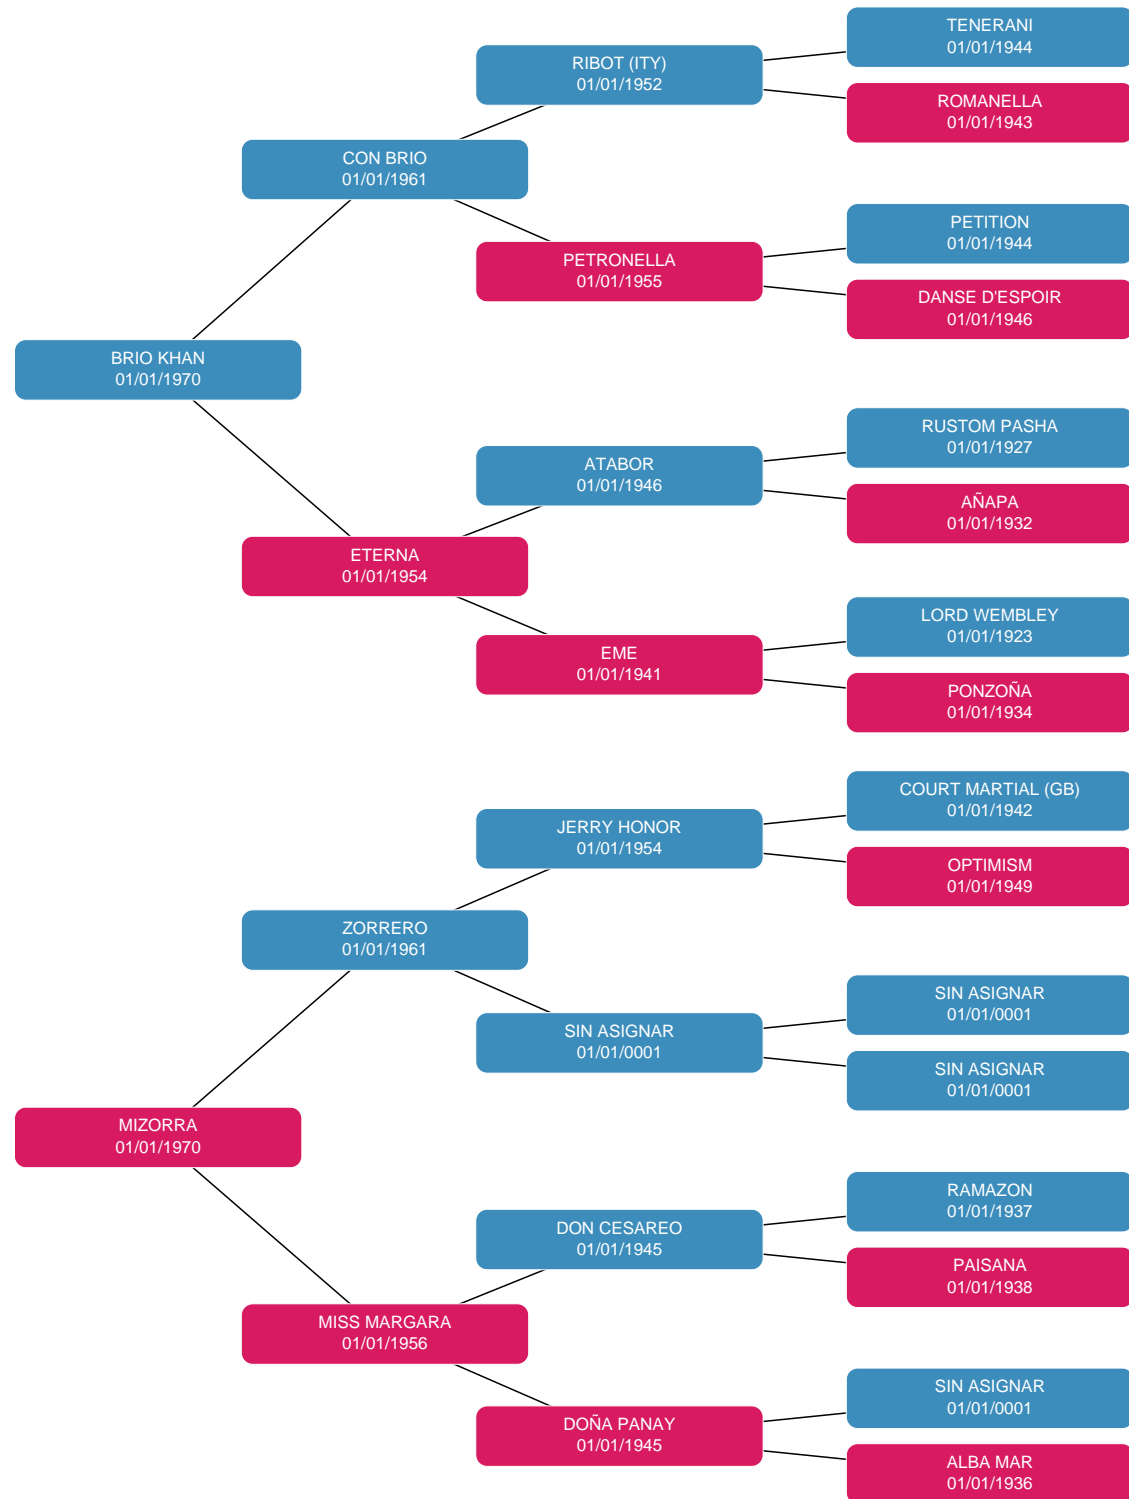 TENERANI
01/01/1944
RIBOT (ITY)
01/01/1952
ROMANELLA
01/01/1943
CON BRIO
01/01/1961
PETITION
01/01/1944
PETRONELLA
01/01/1955
DANSE D'ESPOIR
01/01/1946
BRIO KHAN
01/01/1970
RUSTOM PASHA
01/01/1927
ATABOR
01/01/1946
AÑAPA
01/01/1932
ETERNA
01/01/1954
LORD WEMBLEY
01/01/1923
EME
01/01/1941
PONZOÑA
01/01/1934
COURT MARTIAL (GB)
01/01/1942
JERRY HONOR
01/01/1954
OPTIMISM
01/01/1949
ZORRERO
01/01/1961
SIN ASIGNAR
01/01/0001
SIN ASIGNAR
01/01/0001
SIN ASIGNAR
01/01/0001
MIZORRA
01/01/1970
RAMAZON
01/01/1937
DON CESAREO
01/01/1945
PAISANA
01/01/1938
MISS MARGARA
01/01/1956
SIN ASIGNAR
01/01/0001
DOÑA PANAY
01/01/1945
ALBA MAR
01/01/1936